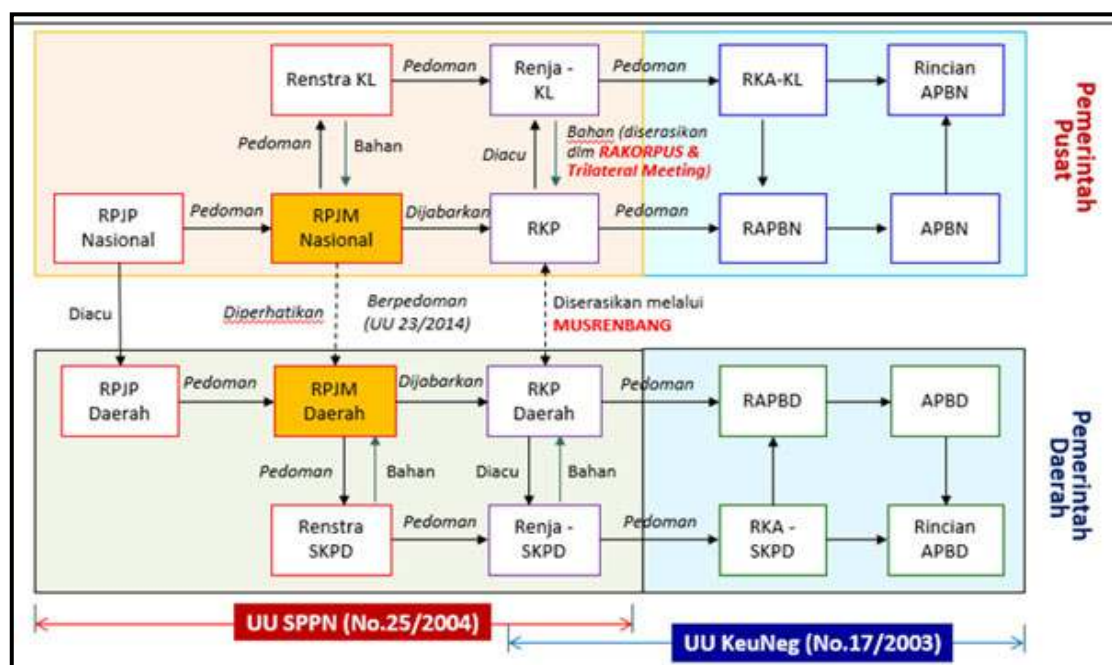 Renstra KL
Pedoman
Renja -
KL
Pedoman
RKA-KL
Rincian
APBN
Pedoman
Bahan
Diacu
Bahan (diserasikan
dlm RAKORPUS &
Trilateral Meeting)
RPJP
Nasional
Pedoman
RPJM
Nasional
Dijabarkan
RKP
Pedoman
RAPBN
APBN
Pemerintah
Pusat
Diacu
Diperhatikan
Berpedoman
(UU 23/2014)
Diserasikan melalui
MUSRENBANG
RPJP
Daerah
Pedoman
RPJM
Daerah
Dijabarkan
RKP
Daerah
Pedoman
RAPBD
APBD
Pedoman
Bahan
Diacu
Bahan
Renstra
SKPD
Pedoman
Renja -
SKPD
Pedoman
RKA -
SKPD
Rincian
APBD
Pemerintah
Daerah
UU SPPN (No.25/2004)
UU KeuNeg (No.17/2003)